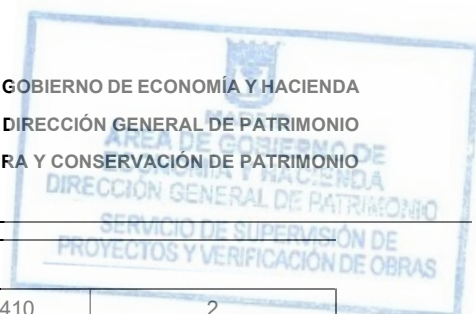 GOBIERNO DE ECONOMÍA Y HACIENDA
DIRECCIÓN GENERAL DE PATRIMONIO
RA Y CONSERVACIÓN DE PATRIMONIO
MADRID
ÁREA DE GOBIERNO DE
ECONOMÍA Y HACIENDA
DIRECCIÓN GENERAL DE PATRIMONIO
SERVICIO DE SUPERVISIÓN DE
PROYECTOS Y VERIFICACIÓN DE OBRAS
410 2